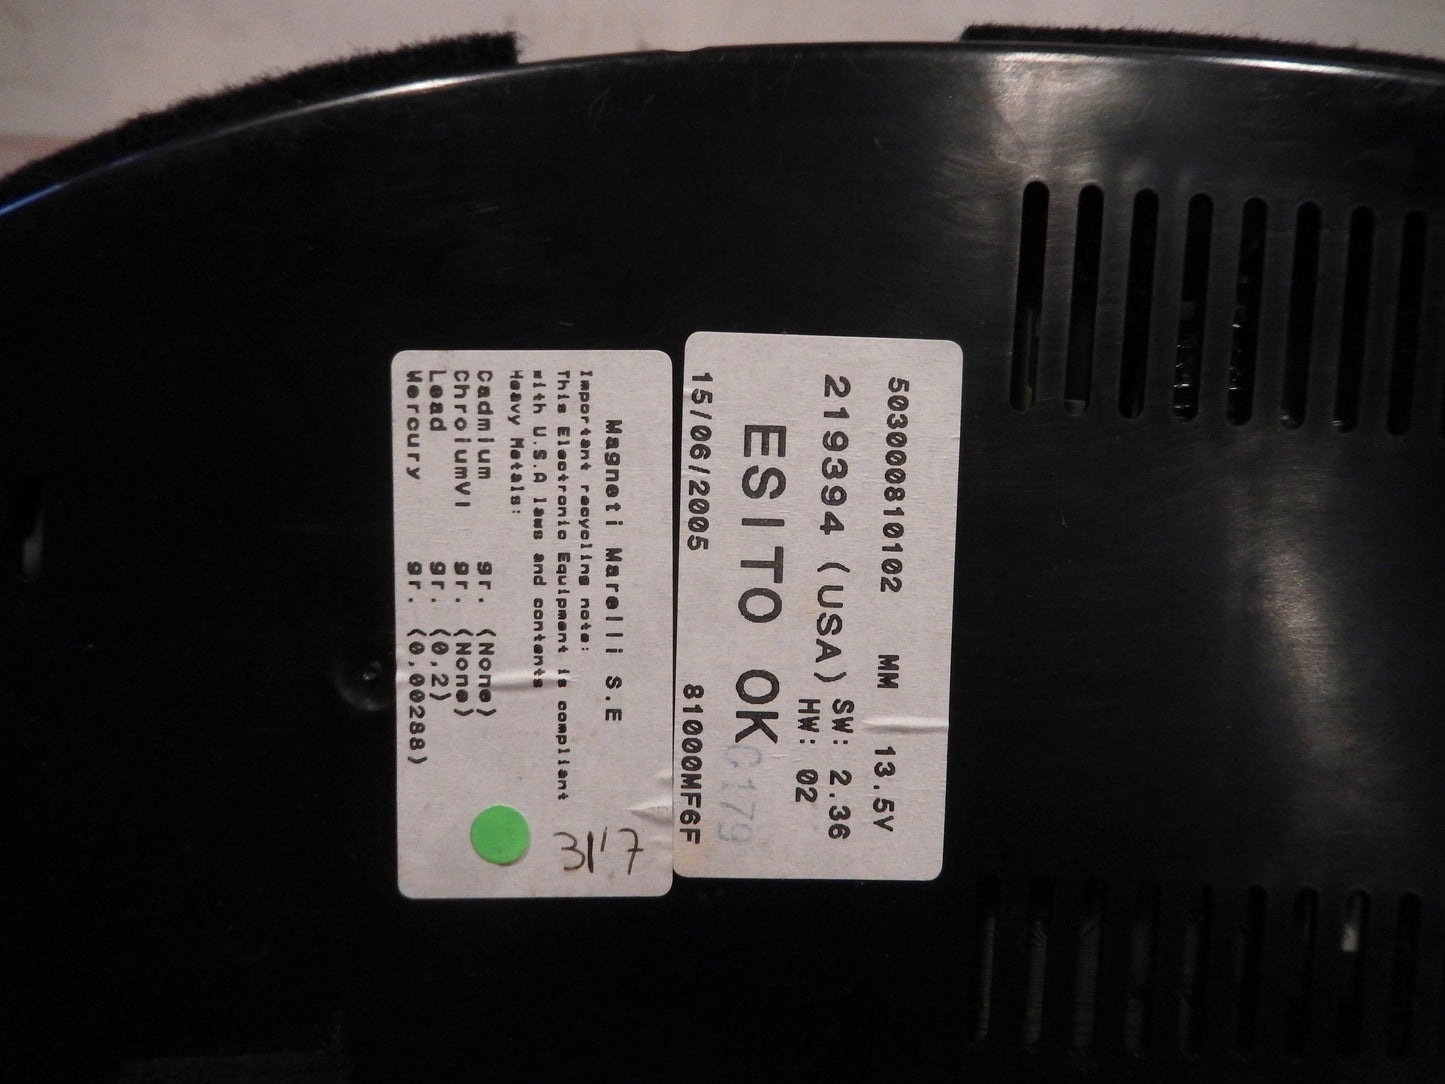 50300810102 MM 13.5V
219394 (USA) SW: 2.36
HW: 02
ESITO OK
C179
15/06/2005 81000MF6F
Magneti Marelli S.E
Important recycling note:
This Electronic Equipment is compliant
with U.S.A laws and contents
Heavy Metals:
Cadmium gr. (None)
ChroiumVI gr. (None)
Lead gr. (0,2)
Mercury gr. (0,00288)
31'7